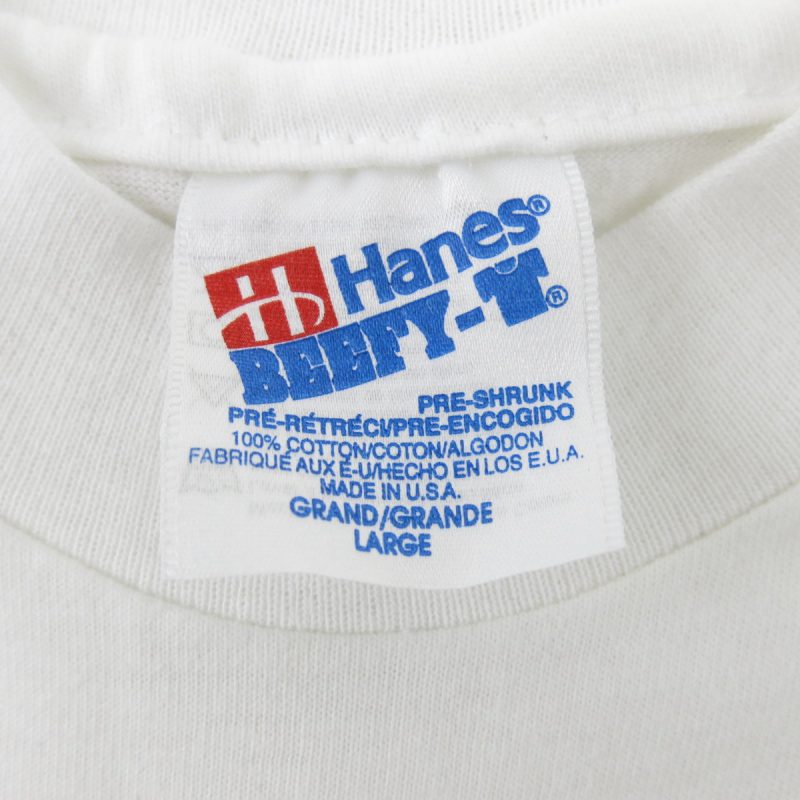 Hanes®
BEEFY-T®
PRE-SHRUNK
PRÉ-RÉTRÉCI/PRE-ENCOGIDO
100% COTTON/COTON/ALGODON
FABRIQUÉ AUX É-U/HECHO EN LOS E.U.A.
MADE IN U.S.A.
GRAND/GRANDE
LARGE